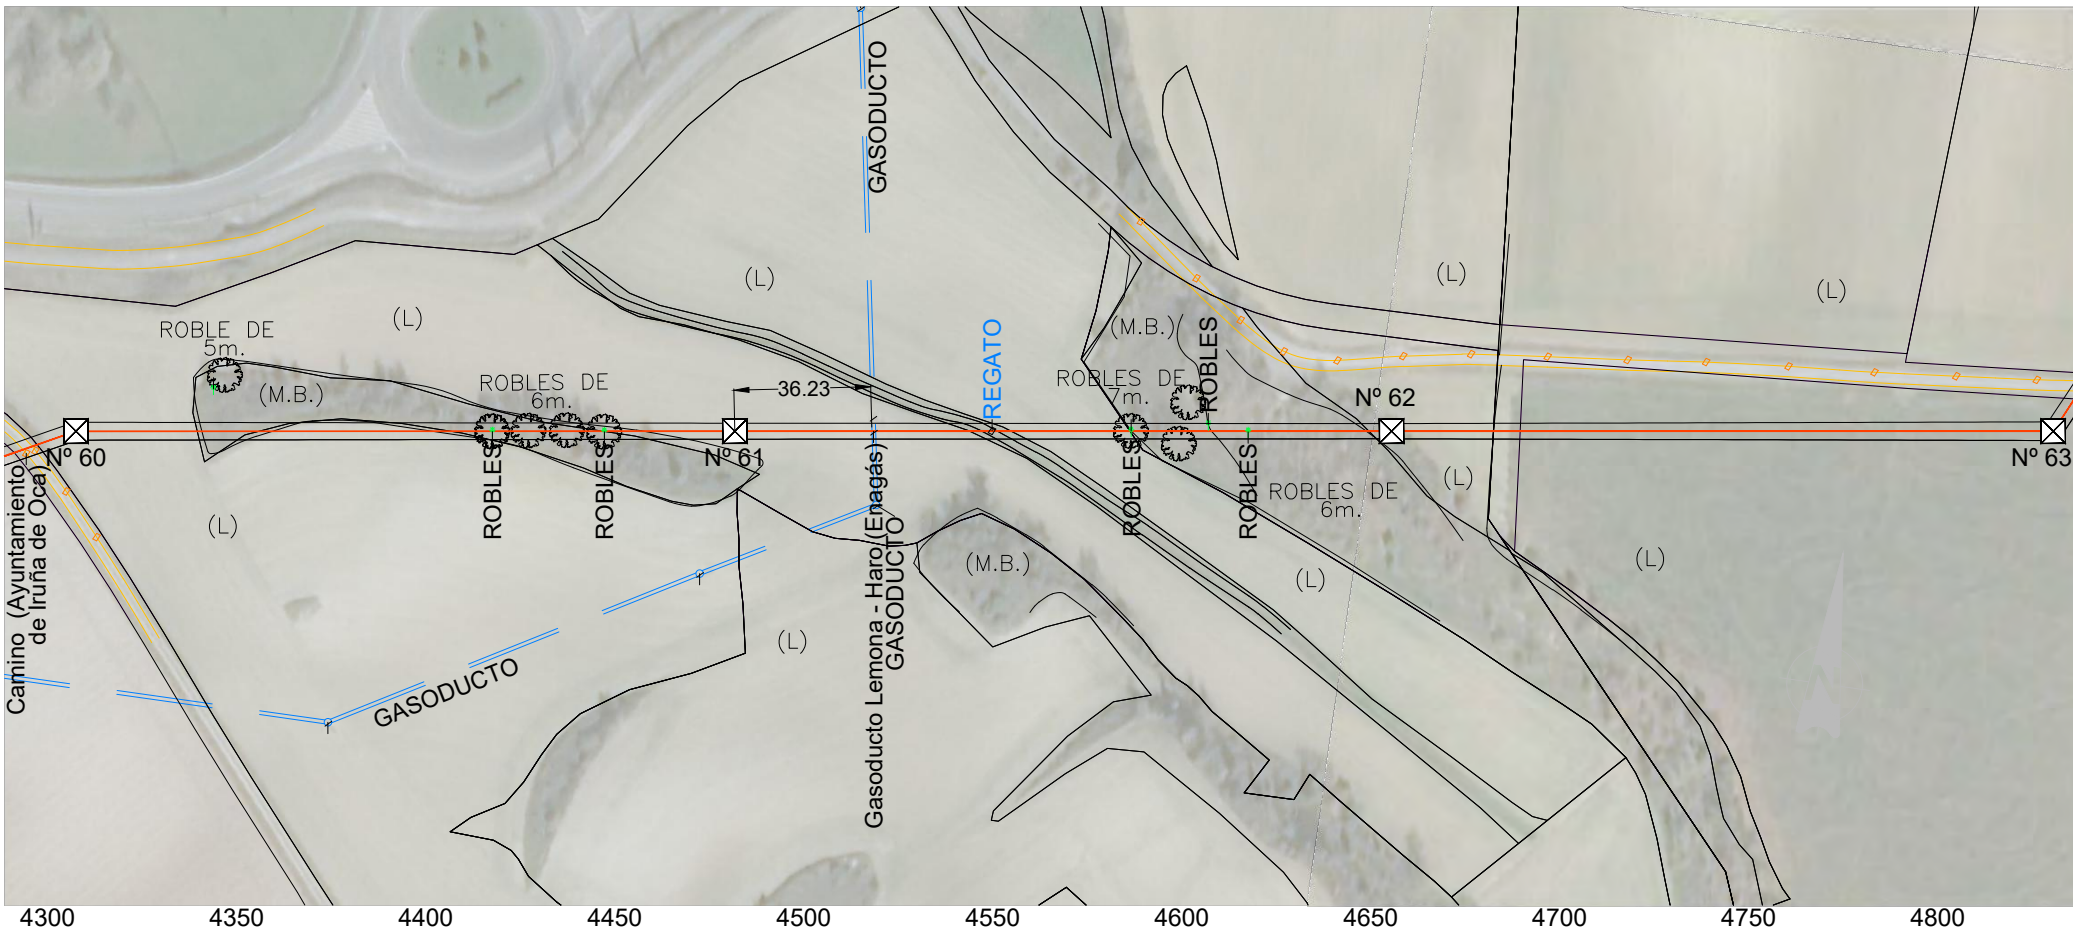 GASODUCTO
(L)
(L)
(L)
(L)
ROBLE DE
5m.
(M.B.)
ROBLES DE
6m.
36.23
REGATO
(M.B.)
ROBLES DE
7m.
ROBLES
Nº 62
Nº 60
Nº 61
Nº 63
ROBLES
ROBLES
ROBLES
ROBLES
ROBLES DE
6m.
(L)
(L)
(L)
(L)
(L)
(M.B.)
Camino (Ayuntamiento
de Iruña de Oca)
GASODUCTO
Gasoducto Lemona - Haro (Enagás)
GASODUCTO
4300 4350 4400 4450 4500 4550 4600 4650 4700 4750 4800